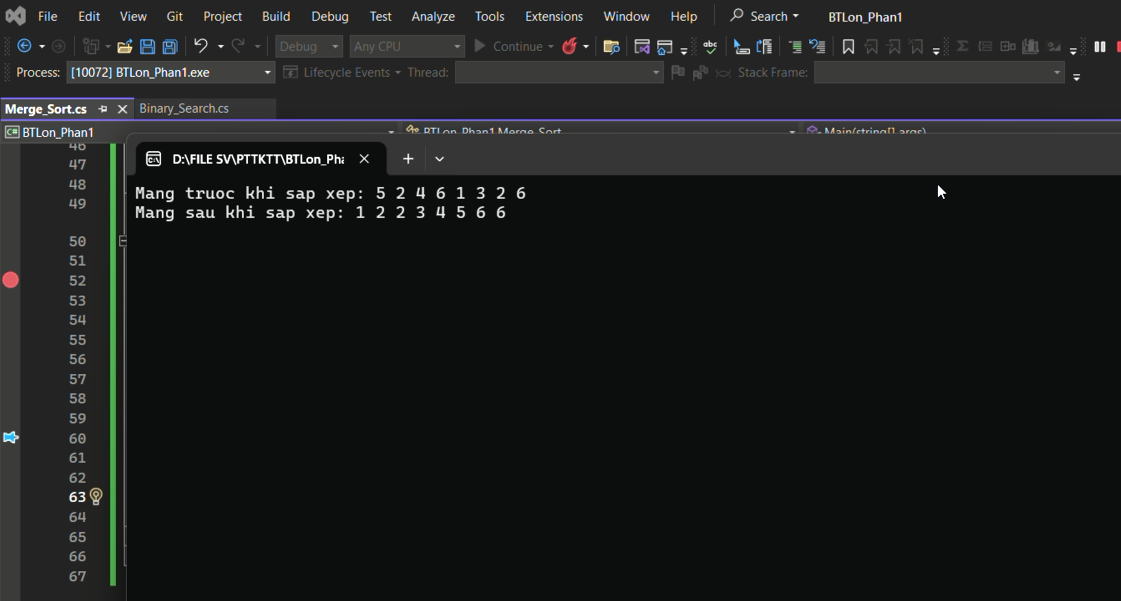 File Edit View Git Project Build Debug Test Analyze Tools Extensions Window Help Search BTLon_Phan1
Debug Any CPU Continue abc
Process: [10072] BTLon_Phan1.exe Lifecycle Events Thread: Stack Frame:
Merge_Sort.cs Binary_Search.cs
C# BTLon_Phan1 BTLon_Phan1.Merge_Sort Main(string[] args)
46
D:\FILE SV\PTTKTT\BTLon_Pha
47
48
Mang truoc khi sap xep: 5 2 4 6 1 3 2 6
49
Mang sau khi sap xep: 1 2 2 3 4 5 6 6
50
51
52
53
54
55
56
57
58
59
60
61
62
63
64
65
66
67